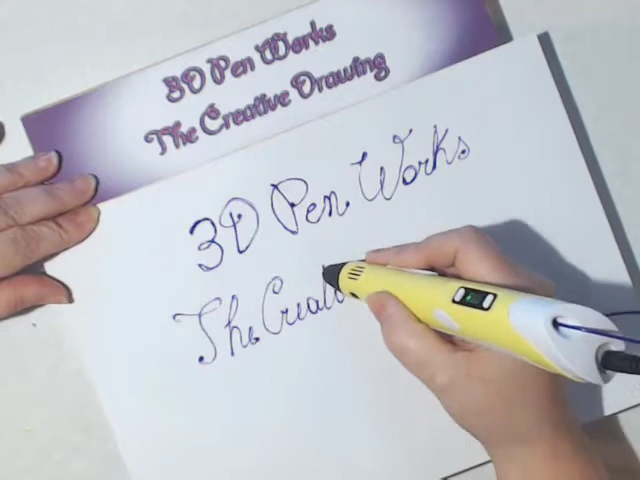 3D Pen Works
The Creative Drawing
3D Pen Works
The Creat